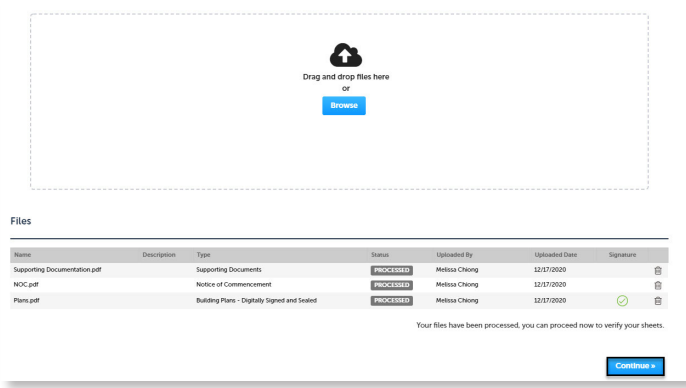 Drag and drop files here
or
Browse
Files
Name Description Type Status Uploaded By Uploaded Date Signature
Supporting Documentation.pdf Supporting Documents PROCESSED Melissa Chiong 12/17/2020
NOC.pdf Notice of Commencement PROCESSED Melissa Chiong 12/17/2020
Plans.pdf Building Plans - Digitally Signed and Sealed PROCESSED Melissa Chiong 12/17/2020
Your files have been processed, you can proceed now to verify your sheets.
Continue »